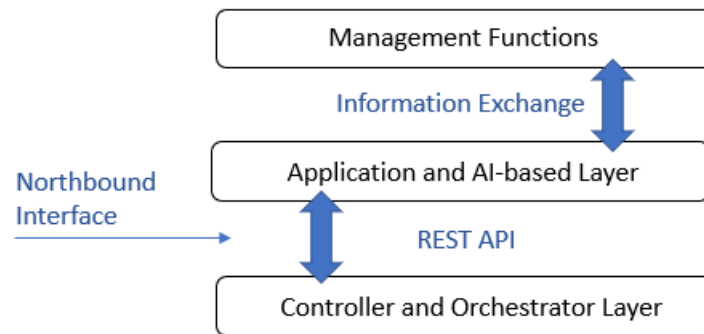 Management Functions
Information Exchange
Application and AI-based Layer
Northbound
Interface
REST API
Controller and Orchestrator Layer